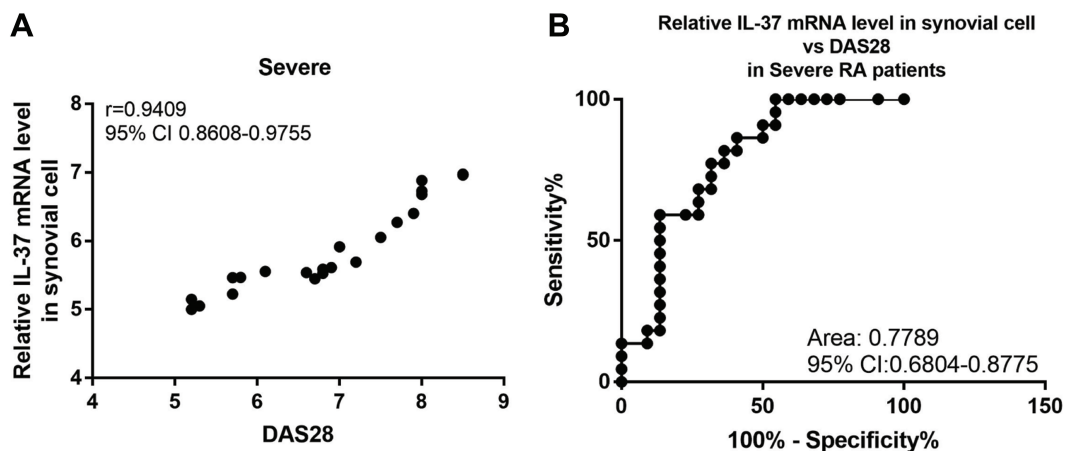 A
Severe
r=0.9409
95% CI 0.8608-0.9755
Relative IL-37 mRNA level
in synovial cell
8
7
6
5
4
4
5
6
7
8
9
DAS28
B
Relative IL-37 mRNA level in synovial cell
vs DAS28
in Severe RA patients
Sensitivity%
100
50
0
Area: 0.7789
95% CI:0.6804-0.8775
0
50
100
150
100% - Specificity%